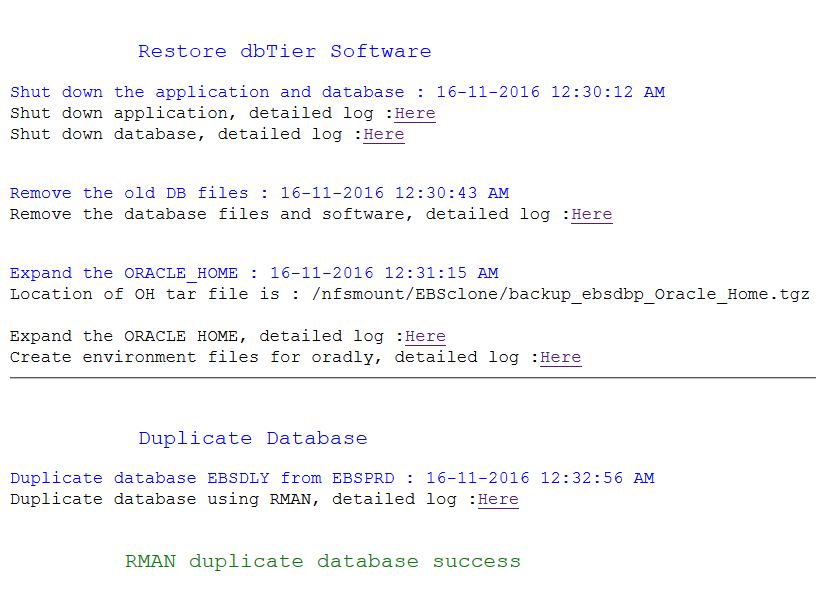 Restore dbTier Software
Shut down the application and database : 16-11-2016 12:30:12 AM
Shut down application, detailed log :Here
Shut down database, detailed log :Here
Remove the old DB files : 16-11-2016 12:30:43 AM
Remove the database files and software, detailed log :Here
Expand the ORACLE_HOME : 16-11-2016 12:31:15 AM
Location of OH tar file is : /nfsmount/EBSclone/backup_ebsdbp_Oracle_Home.tgz
Expand the ORACLE HOME, detailed log :Here
Create environment files for oradly, detailed log :Here
Duplicate Database
Duplicate database EBSDLY from EBSPRD : 16-11-2016 12:32:56 AM
Duplicate database using RMAN, detailed log :Here
RMAN duplicate database success